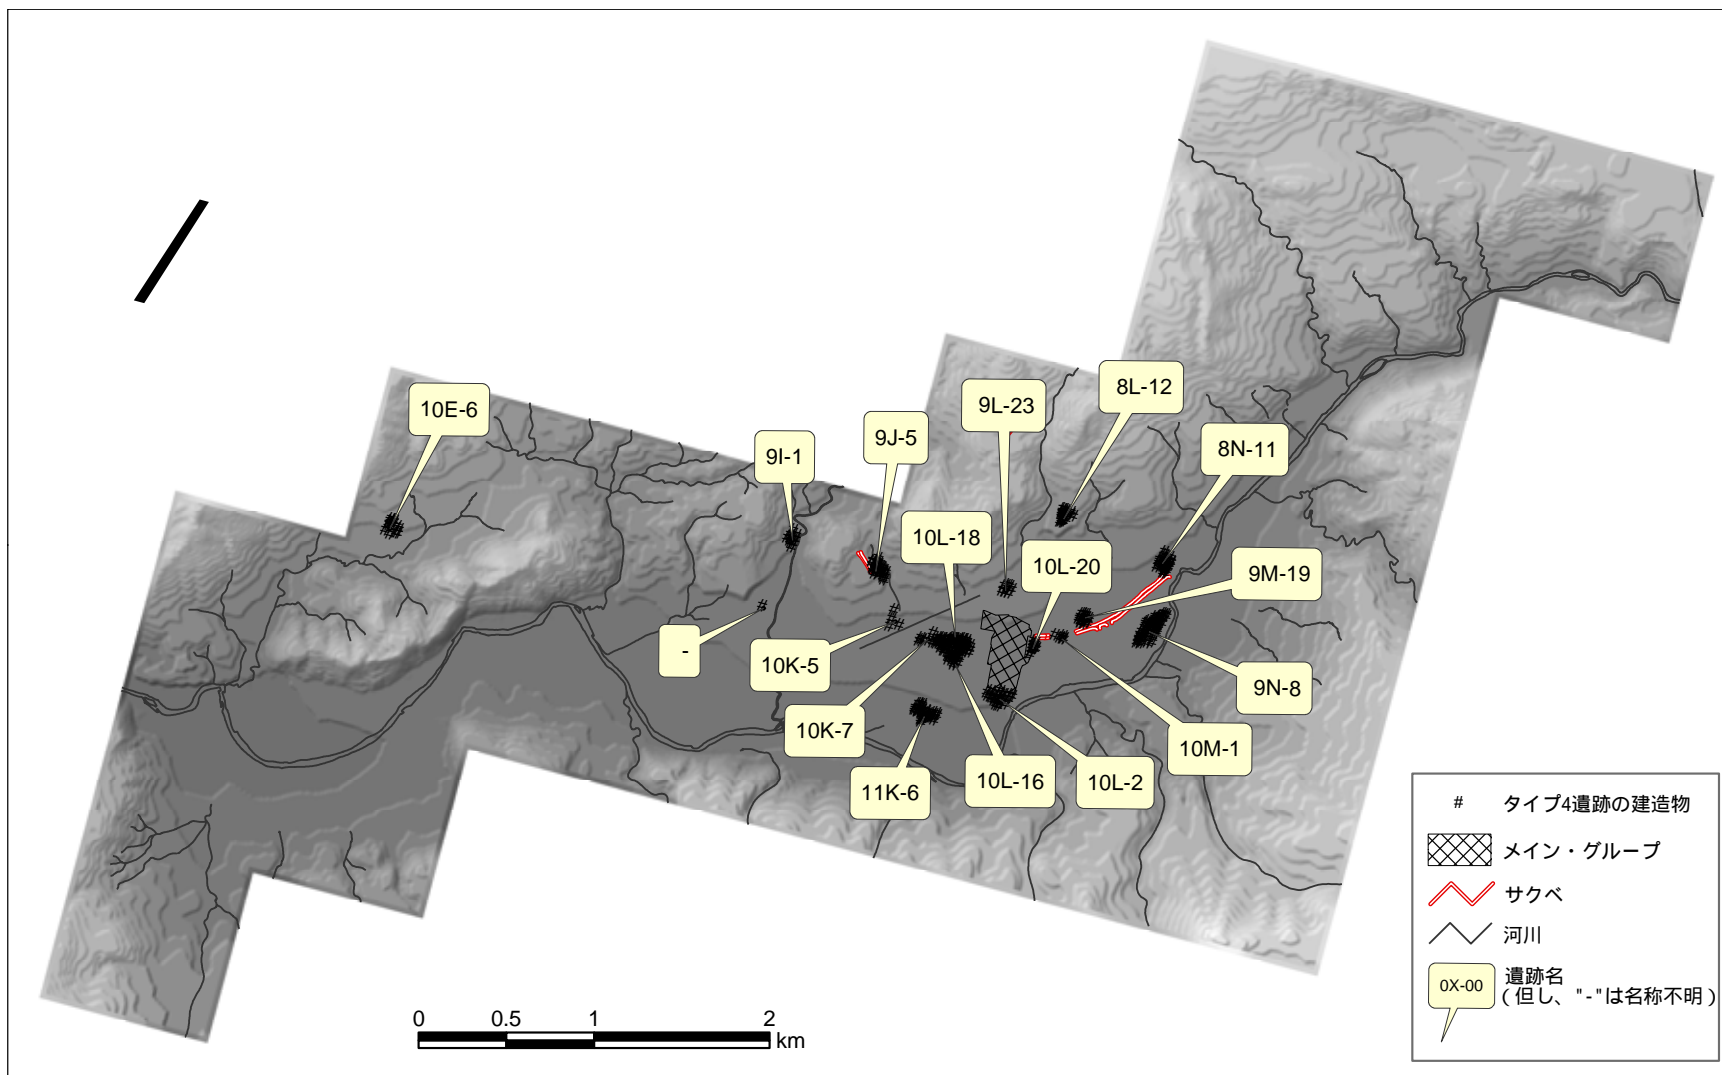 10E-6
9I-1
9J-5
9L-23
8L-12
8N-11
10L-18
10L-20
9M-19
-
10K-5
10K-7
11K-6
10L-16
10L-2
10M-1
9N-8
# タイプ4遺跡の建造物
メイン・グループ
サクベ
河川
0X-00 遺跡名
(但し、"-"は名称不明)
0 0.5 1 2
km